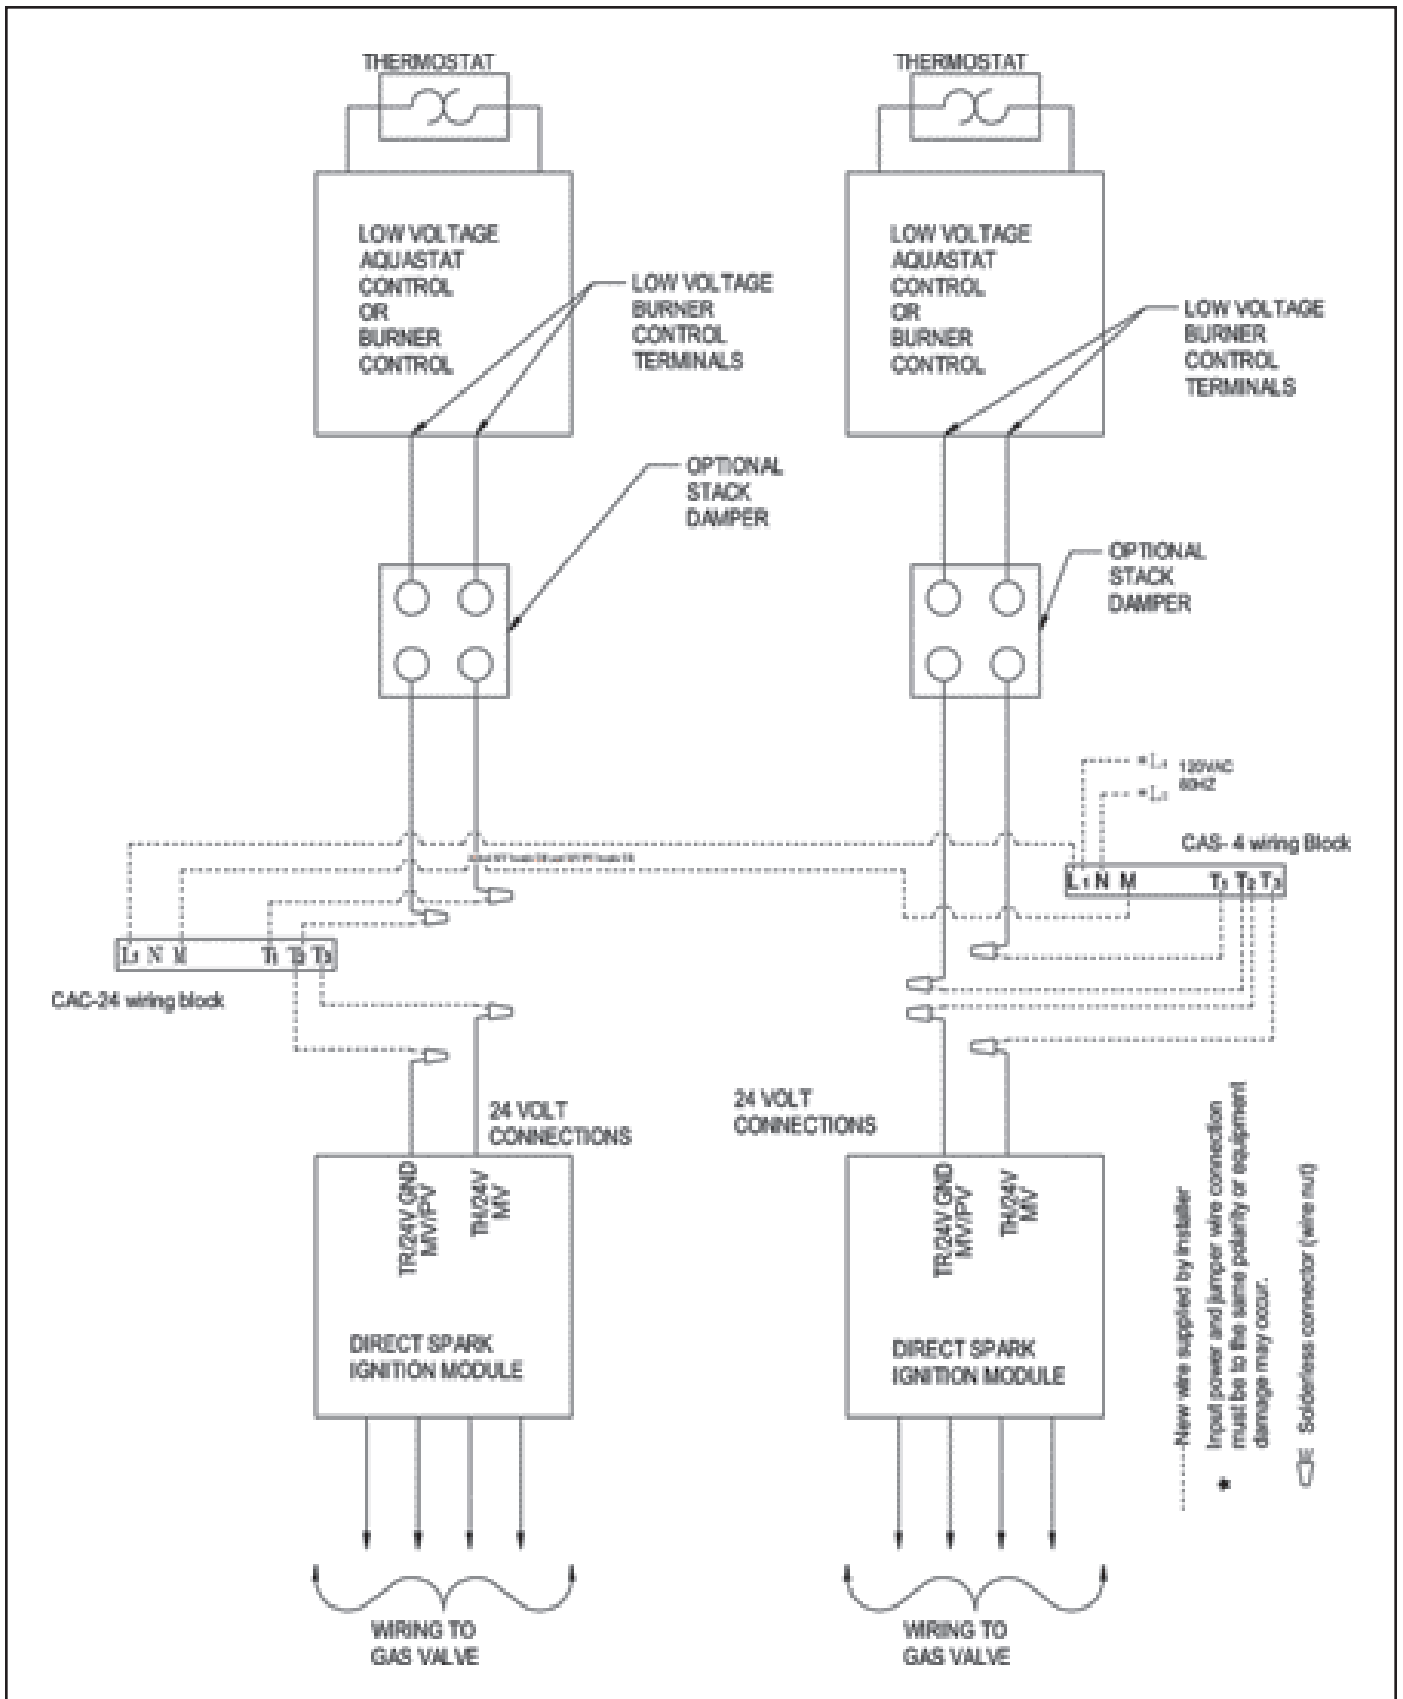 THERMOSTAT
LOW VOLTAGE
AQUASTAT
CONTROL
OR
BURNER
CONTROL
LOW VOLTAGE
BURNER
CONTROL
TERMINALS
OPTIONAL
STACK
DAMPER
THERMOSTAT
LOW VOLTAGE
AQUASTAT
CONTROL
OR
BURNER
CONTROL
LOW VOLTAGE
BURNER
CONTROL
TERMINALS
OPTIONAL
STACK
DAMPER
*L1 120VAC
*L2 60HZ
CAS- 4 wiring Block
L1 N M T1 T2 T3
L1 N M T1 T2 T3
CAC-24 wiring block
24 VOLT
CONNECTIONS
TR/24V GND
MV/PV
TH/24V
MV
DIRECT SPARK
IGNITION MODULE
WIRING TO
GAS VALVE
24 VOLT
CONNECTIONS
TR/24V GND
MV/PV
TH/24V
MV
DIRECT SPARK
IGNITION MODULE
WIRING TO
GAS VALVE
New wire supplied by installer
* Input power and jumper wire connection
must be to the same polarity or equipment
damage may occur.
Solderless connector (wire nut)